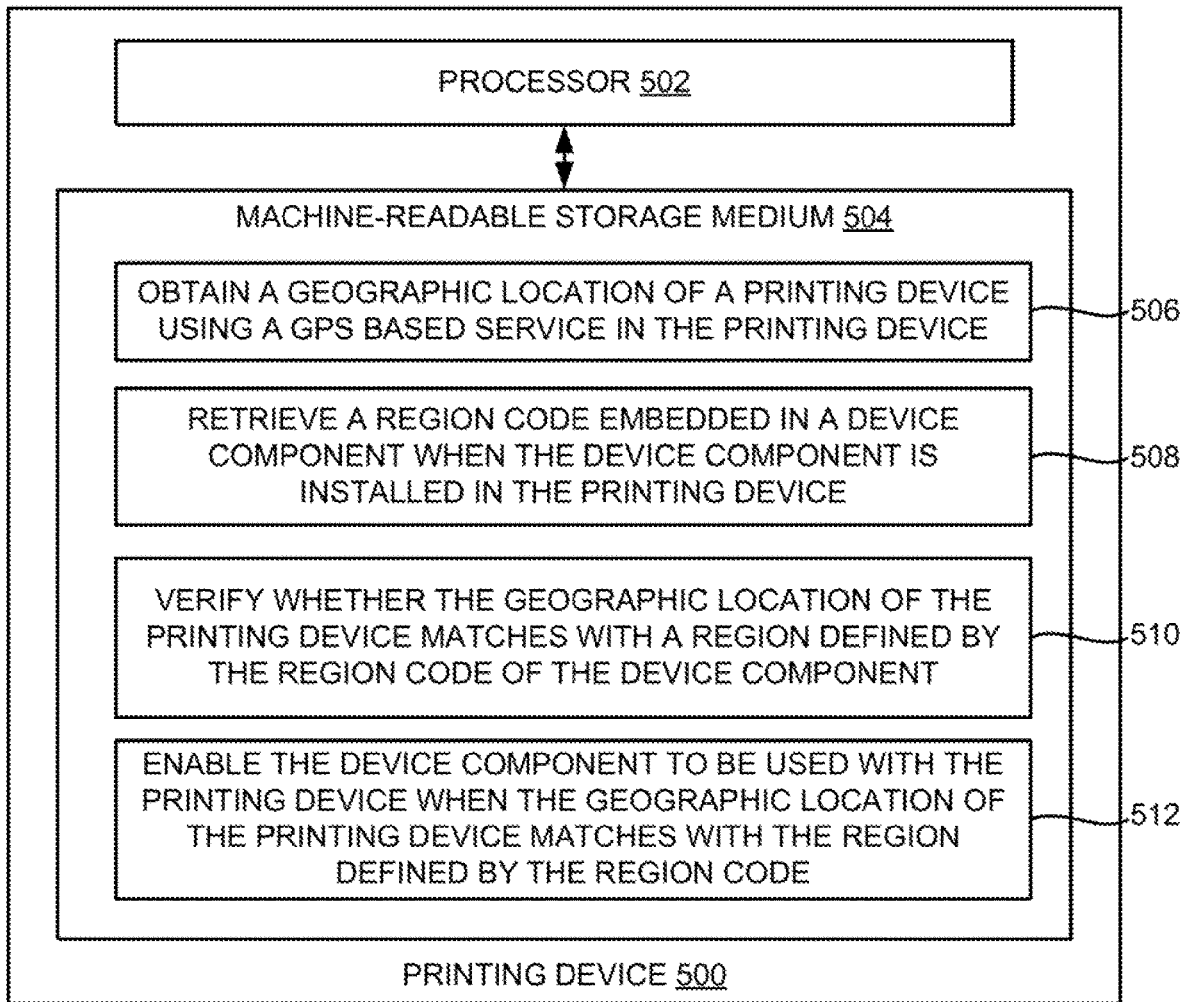 PROCESSOR 502
MACHINE-READABLE STORAGE MEDIUM 504
OBTAIN A GEOGRAPHIC LOCATION OF A PRINTING DEVICE
USING A GPS BASED SERVICE IN THE PRINTING DEVICE
506
RETRIEVE A REGION CODE EMBEDDED IN A DEVICE
COMPONENT WHEN THE DEVICE COMPONENT IS
INSTALLED IN THE PRINTING DEVICE
508
VERIFY WHETHER THE GEOGRAPHIC LOCATION OF THE
PRINTING DEVICE MATCHES WITH A REGION DEFINED BY
THE REGION CODE OF THE DEVICE COMPONENT
510
ENABLE THE DEVICE COMPONENT TO BE USED WITH THE
PRINTING DEVICE WHEN THE GEOGRAPHIC LOCATION OF
THE PRINTING DEVICE MATCHES WITH THE REGION
DEFINED BY THE REGION CODE
512
PRINTING DEVICE 500